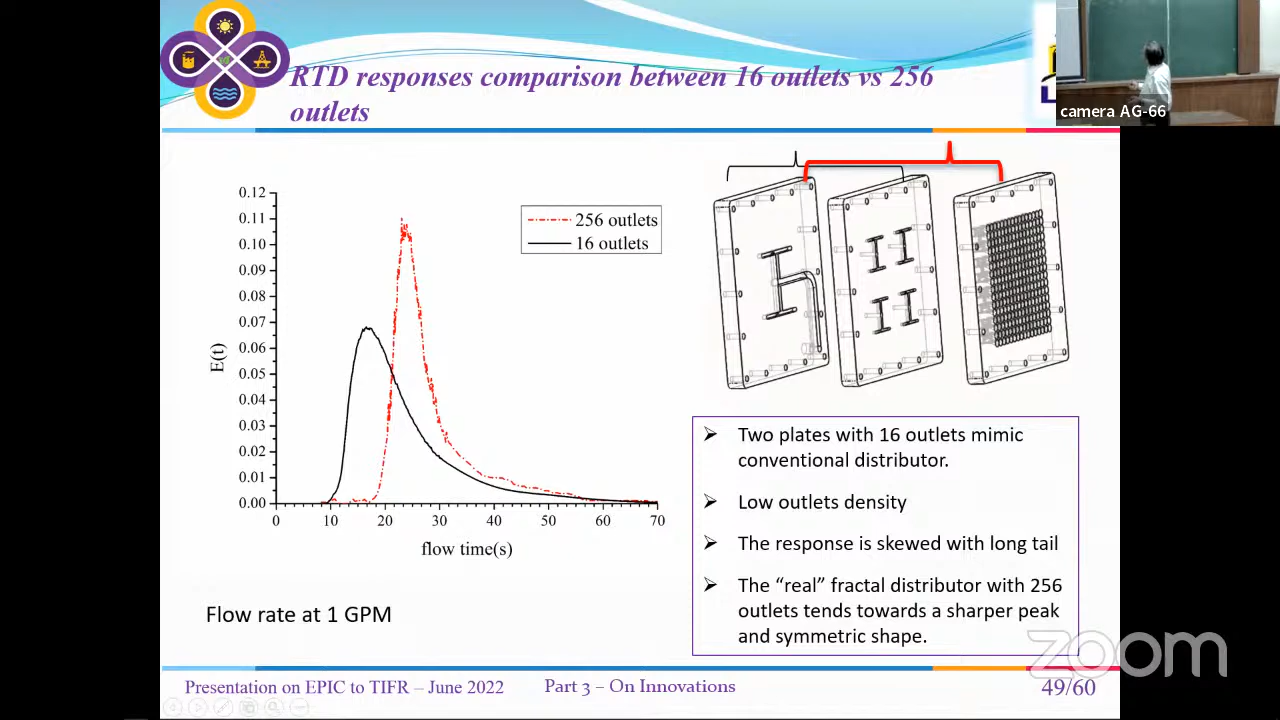 RTD responses comparison between 16 outlets vs 256
outlets
camera AG-66
0.12
0.11
0.10
0.09
0.08
0.07
0.06
0.05
0.04
0.03
0.02
0.01
0.00
E(t)
256 outlets
16 outlets
0 10 20 30 40 50 60 70
flow time(s)
Flow rate at 1 GPM
Two plates with 16 outlets mimic
conventional distributor.
Low outlets density
The response is skewed with long tail
The “real” fractal distributor with 256
outlets tends towards a sharper peak
and symmetric shape.
zoom
Presentation on EPIC to TIFR – June 2022
Part 3 – On Innovations
49/60